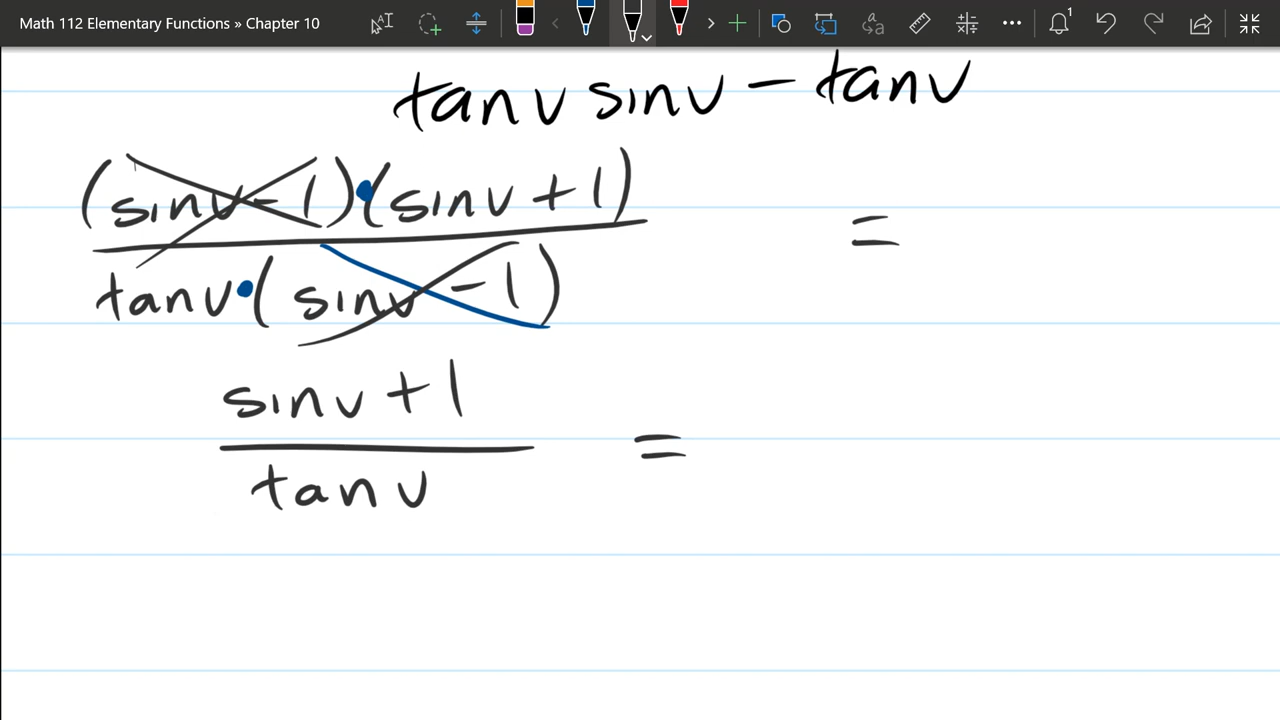 Math 112 Elementary Functions » Chapter 10
1
tanv sinv - tanv
(sinv - 1)•(sinv + 1)
=
tanv•(sinv - 1)
sinv + 1
=
tanv